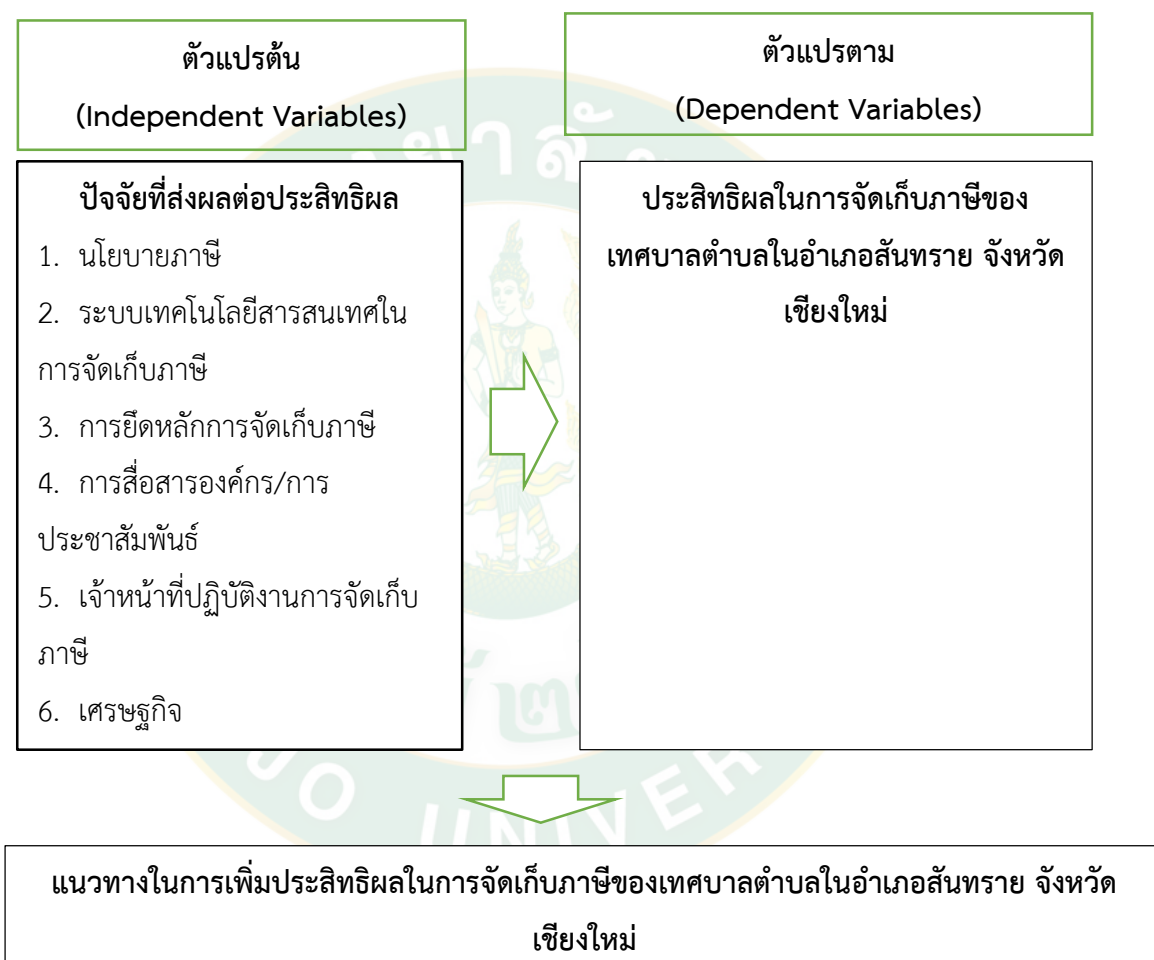 ตัวแปรต้น
(Independent Variables)
ตัวแปรตาม
(Dependent Variables)
ปัจจัยที่ส่งผลต่อประสิทธิผล
1. นโยบายภาษี
2. ระบบเทคโนโลยีสารสนเทศใน
การจัดเก็บภาษี
3. การยึดหลักการจัดเก็บภาษี
4. การสื่อสารองค์กร/การ
ประชาสัมพันธ์
5. เจ้าหน้าที่ปฏิบัติงานการจัดเก็บ
ภาษี
6. เศรษฐกิจ
ประสิทธิผลในการจัดเก็บภาษีของ
เทศบาลตำบลในอำเภอสันทราย จังหวัด
เชียงใหม่
แนวทางในการเพิ่มประสิทธิผลในการจัดเก็บภาษีของเทศบาลตำบลในอำเภอสันทราย จังหวัด
เชียงใหม่